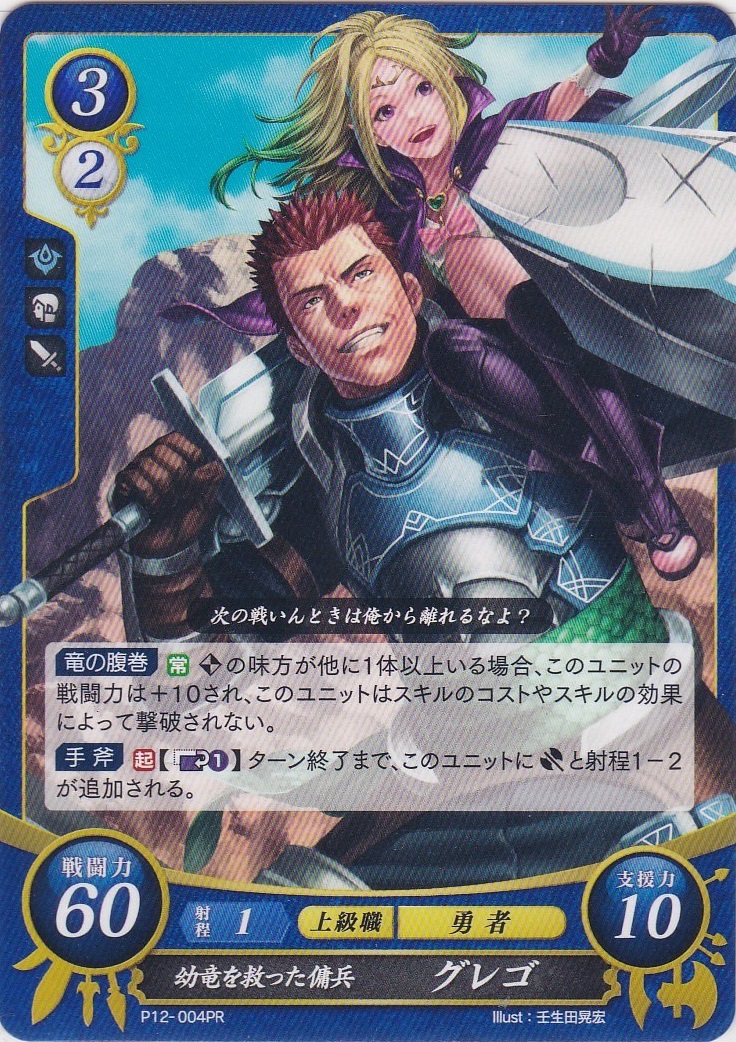 3
2
次の戦いんときは俺から離れるなよ?
竜の腹巻 常 の味方が他に1体以上いる場合、このユニットの
戦闘力は+10され、このユニットはスキルのコストやスキルの効果
によって撃破されない。
手斧 起【 1】ターン終了まで、このユニットに と射程1-2
が追加される。
戦闘力
60
射程 1
上級職
勇者
支援力
10
幼竜を救った傭兵 グレゴ
P12-004PR
Illust:壬生田晃宏